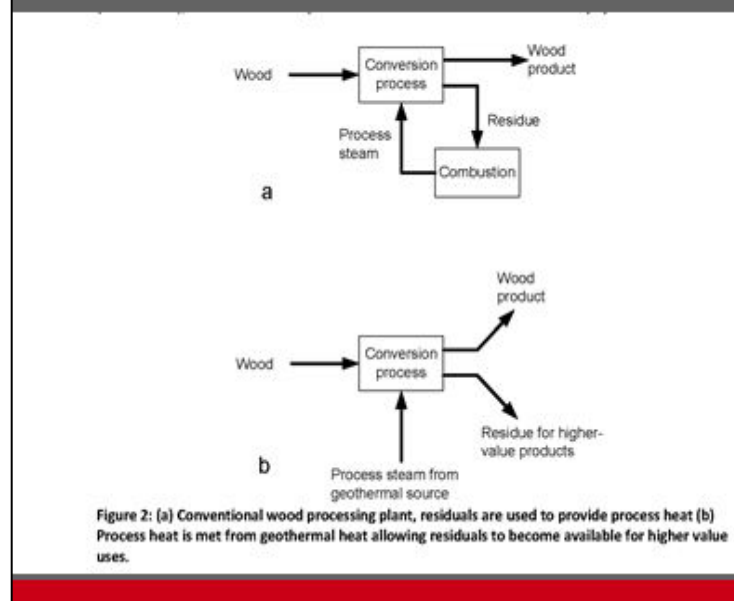 Wood
Conversion
process
Wood
product
Residue
Process
steam
Combustion
a
Wood
product
Wood
Conversion
process
Residue for higher-
value products
b
Process steam from
geothermal source
Figure 2: (a) Conventional wood processing plant, residuals are used to provide process heat (b)
Process heat is met from geothermal heat allowing residuals to become available for higher value
uses.